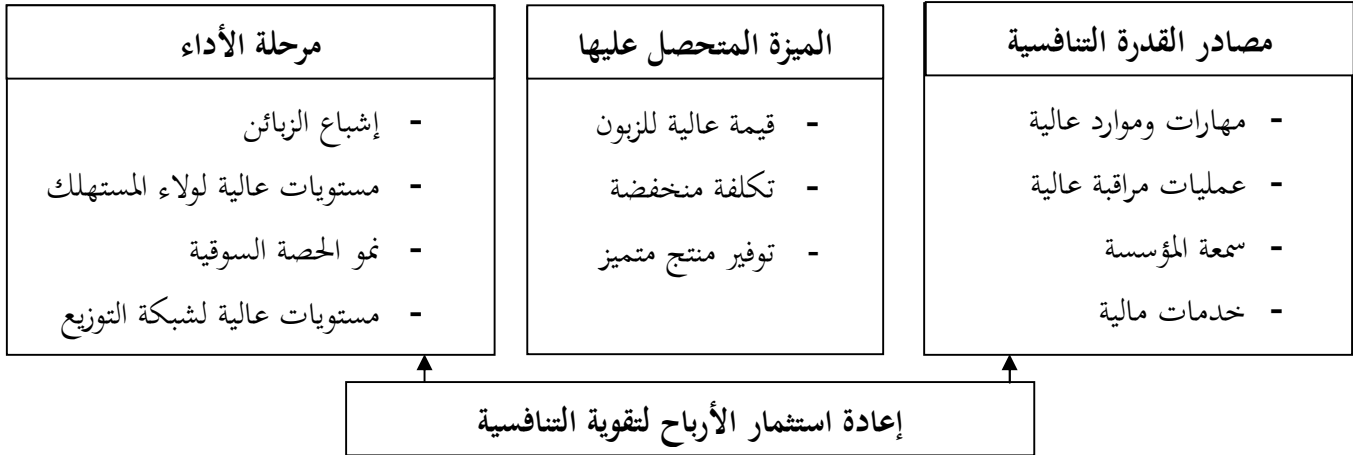 مصادر القدرة التنافسية
- مهارات وموارد عالية
- عمليات مراقبة عالية
- سمعة المؤسسة
- خدمات مالية
الميزة المتحصل عليها
- قيمة عالية للزبون
- تكلفة منخفضة
- توفير منتج متميز
مرحلة الأداء
- إشباع الزبائن
- مستويات عالية لولاء المستهلك
- نمو الحصة السوقية
- مستويات عالية لشبكة التوزيع
إعادة استثمار الأرباح لتقوية التنافسية